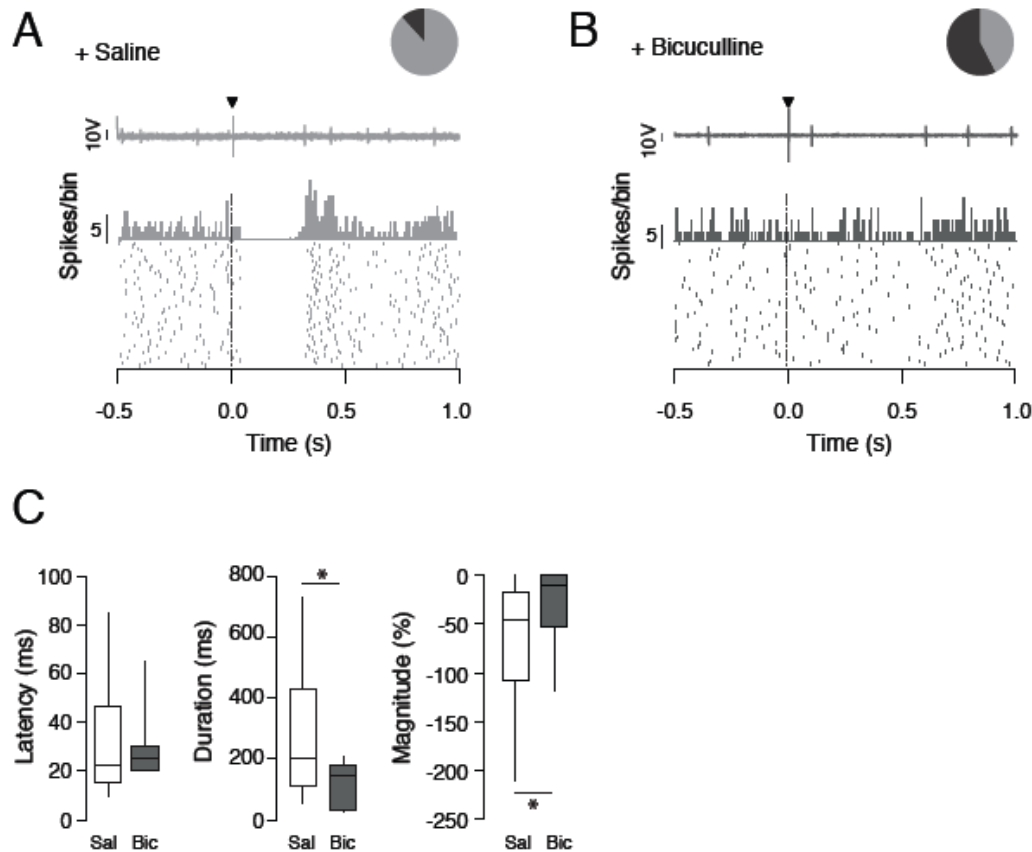 A
+ Saline
10V
Spikes/bin
5
-0.5 0.0 0.5 1.0
Time (s)
B
+ Bicuculline
10V
Spikes/bin
5
-0.5 0.0 0.5 1.0
Time (s)
C
Latency (ms)
100
80
60
40
20
0
Sal Bic
Duration (ms)
800
600
400
200
0
*
Sal Bic
Magnitude (%)
0
-50
-100
-150
-200
-250
*
Sal Bic